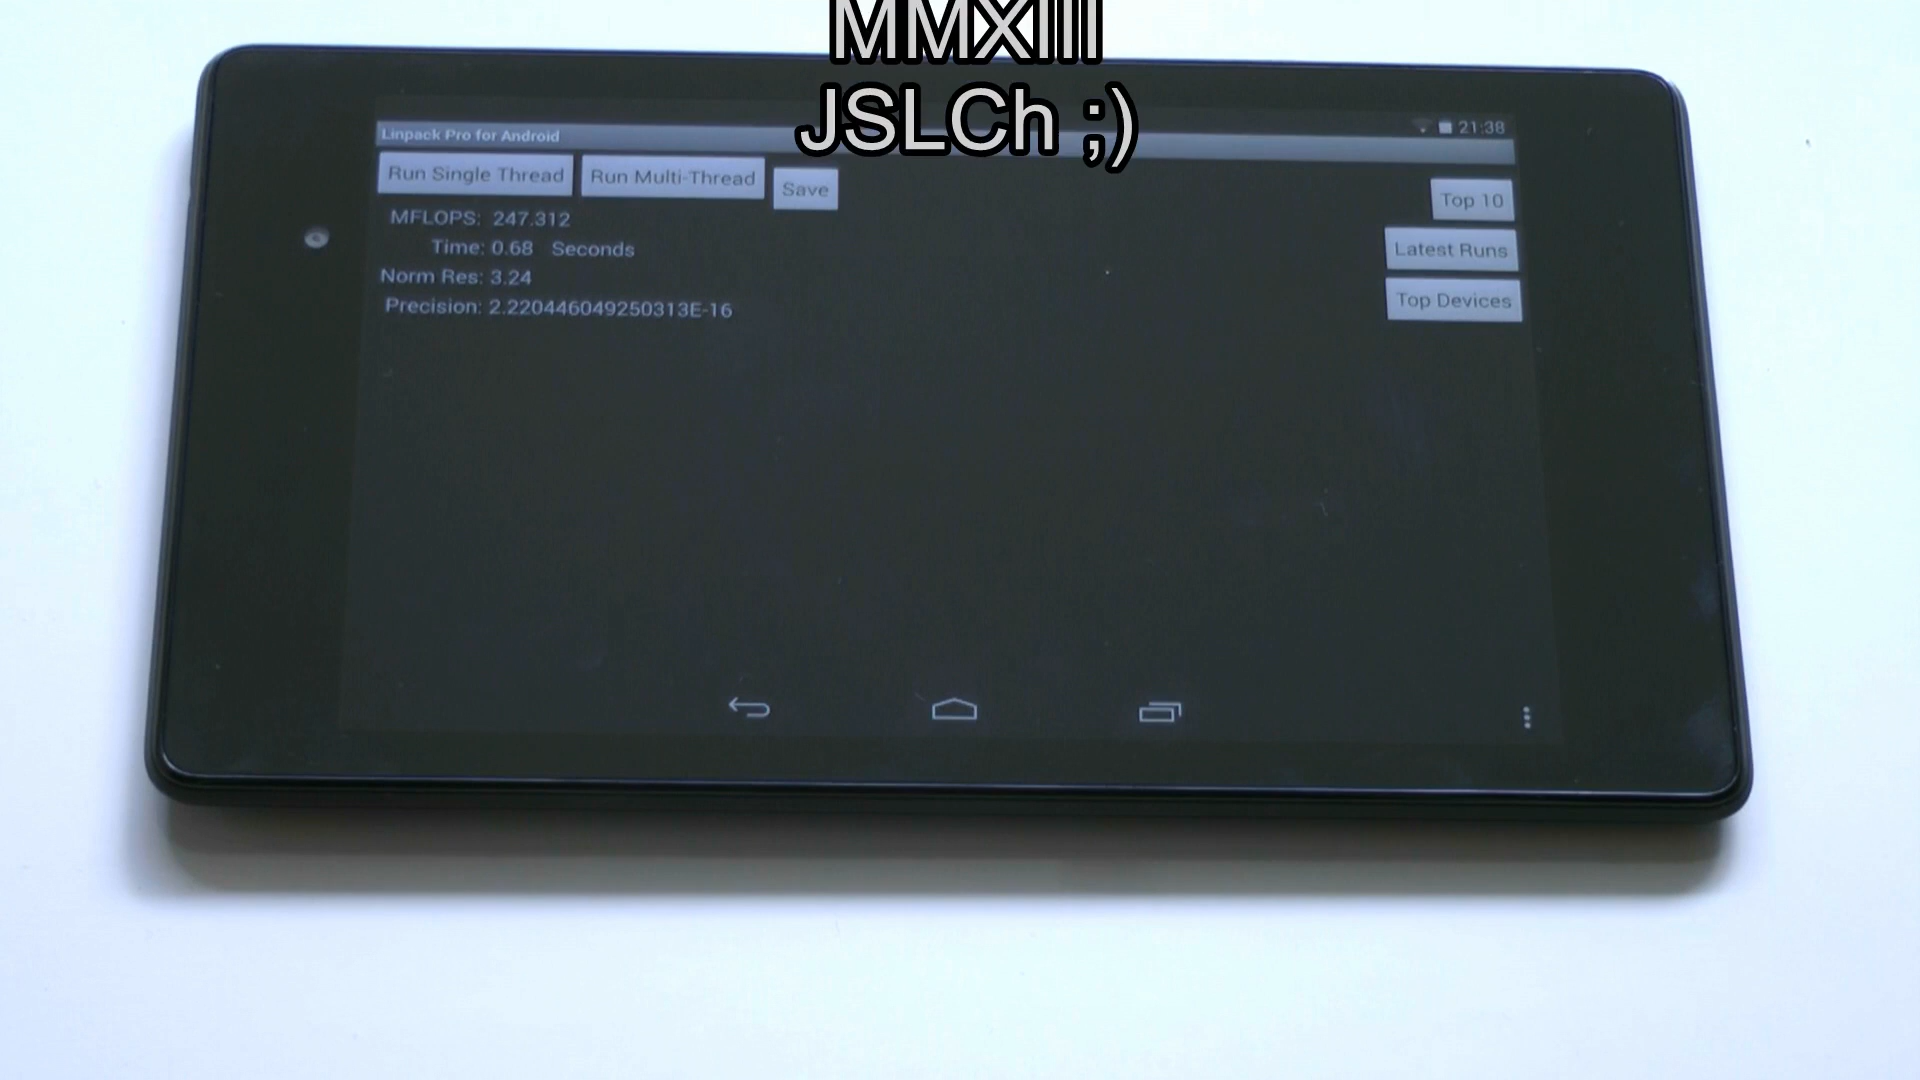 MMXIII
JSLCh ;)
21:38
Linpack Pro for Android
Run Single Thread
Run Multi-Thread
Save
Top 10
MFLOPS: 247.312
Latest Runs
Time: 0.68 Seconds
Norm Res: 3.24
Top Devices
Precision: 2.220446049250313E-16